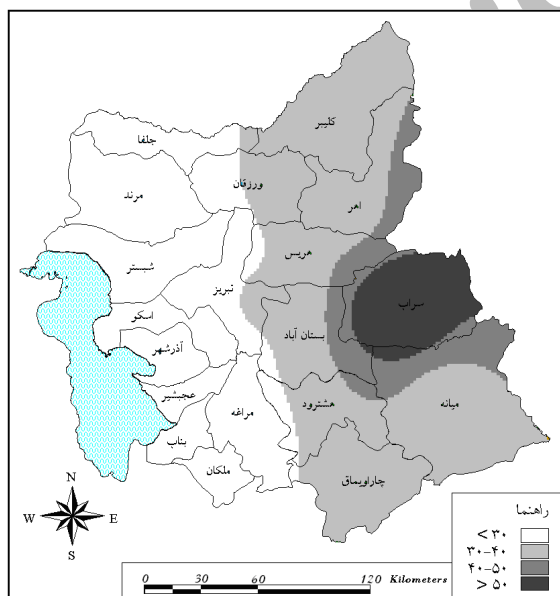 کلیبر
جلفا
ورزقان
مرند
اهر
هریس
شبستر
تبریز
سراب
اسکو
بستان آباد
آذرشهر
عجبشیر
هشترود
میانه
مراغه
بناب
ملکان
چاراویماق
N
W E
S
راهنما
< ۳۰
۳۰-۴۰
۴۰-۵۰
> ۵۰
0 30 60 120 Kilometers